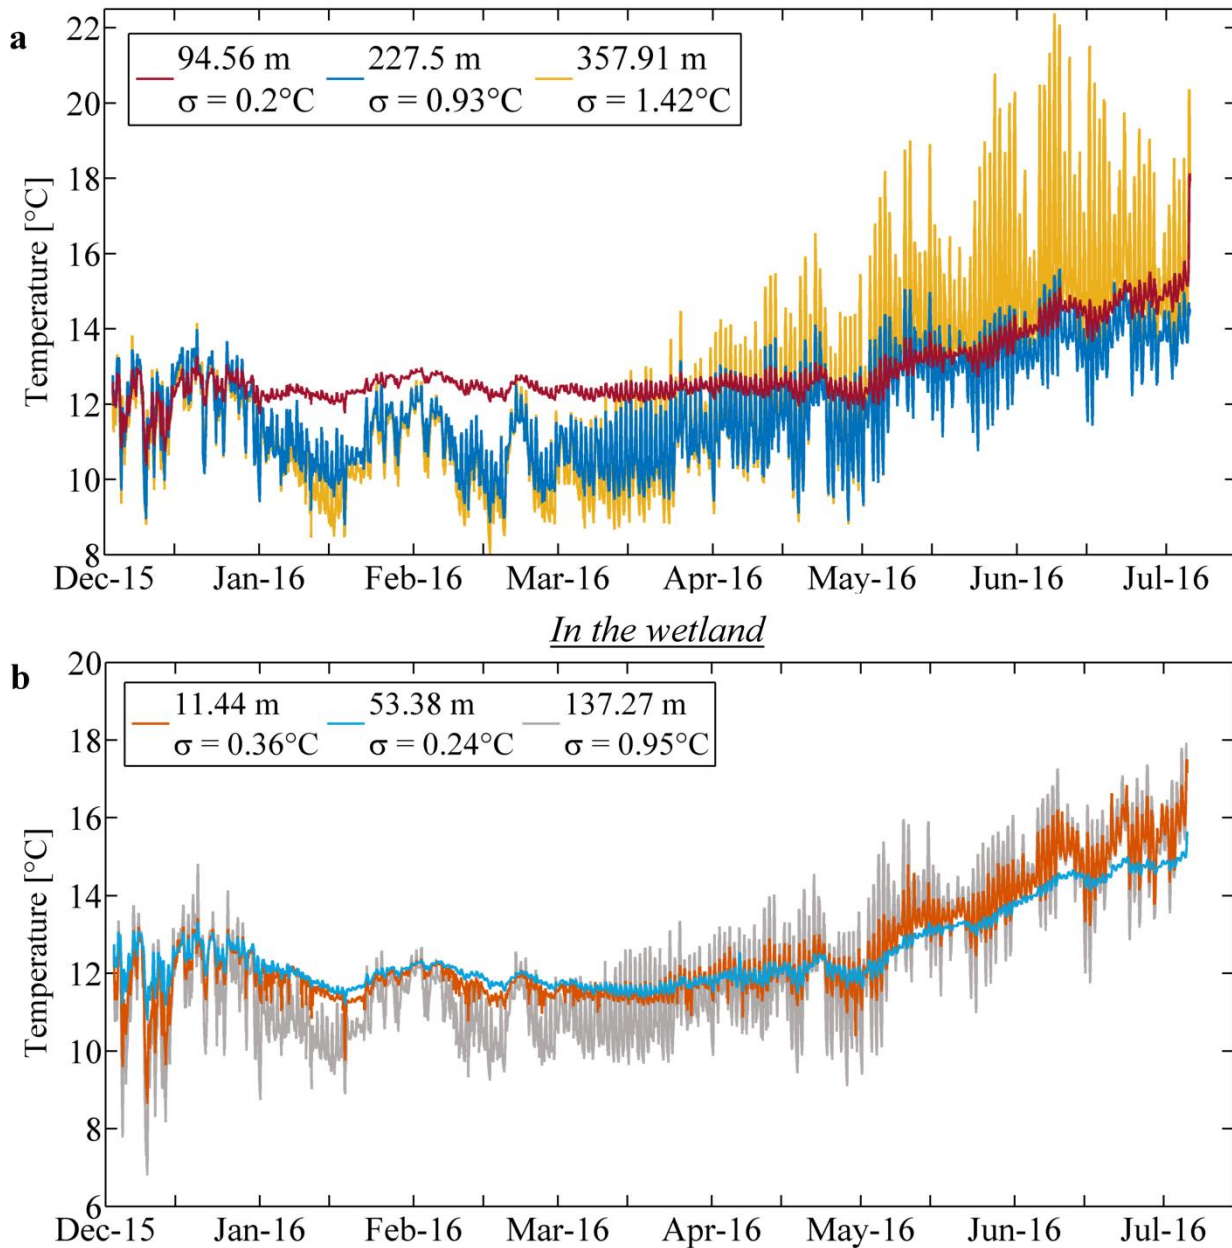 a
94.56 m 227.5 m 357.91 m
σ = 0.2°C σ = 0.93°C σ = 1.42°C
Temperature [°C]
22
20
18
16
14
12
10
8
Dec-15 Jan-16 Feb-16 Mar-16 Apr-16 May-16 Jun-16 Jul-16
In the wetland
b
11.44 m 53.38 m 137.27 m
σ = 0.36°C σ = 0.24°C σ = 0.95°C
Temperature [°C]
20
18
16
14
12
10
8
6
Dec-15 Jan-16 Feb-16 Mar-16 Apr-16 May-16 Jun-16 Jul-16